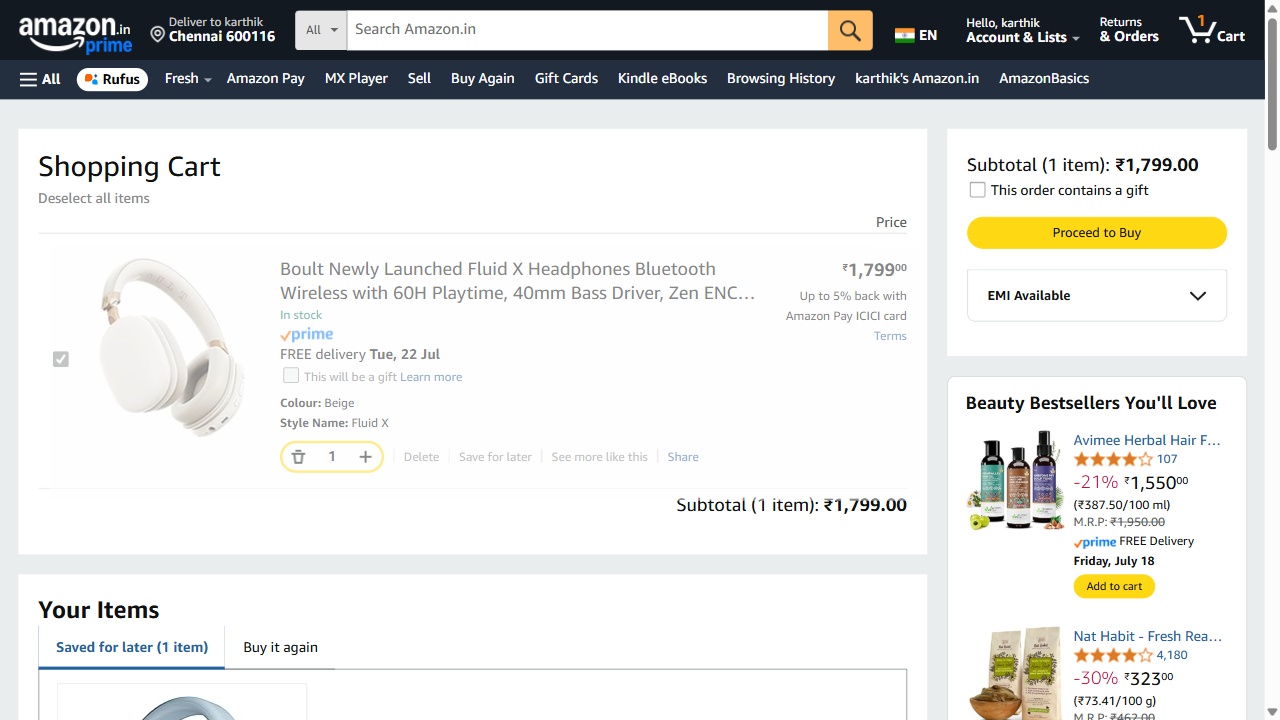 amazon.in
prime
Deliver to karthik
Chennai 600116
All
Search Amazon.in
EN
Hello, karthik
Account & Lists
Returns
& Orders
1
Cart
All
Rufus
Fresh
Amazon Pay
MX Player
Sell
Buy Again
Gift Cards
Kindle eBooks
Browsing History
karthik's Amazon.in
AmazonBasics
Shopping Cart
Deselect all items
Price
Boult Newly Launched Fluid X Headphones Bluetooth
Wireless with 60H Playtime, 40mm Bass Driver, Zen ENC…
In stock
prime
FREE delivery Tue, 22 Jul
This will be a gift Learn more
Colour: Beige
Style Name: Fluid X
1
Delete
Save for later
See more like this
Share
₹1,799.00
Up to 5% back with
Amazon Pay ICICI card
Terms
Subtotal (1 item): ₹1,799.00
Your Items
Saved for later (1 item)
Buy it again
Subtotal (1 item): ₹1,799.00
This order contains a gift
Proceed to Buy
EMI Available
Beauty Bestsellers You'll Love
Avimee Herbal Hair F…
107
-21% ₹1,550.00
(₹387.50/100 ml)
M.R.P: ₹1,950.00
prime FREE Delivery
Friday, July 18
Add to cart
Nat Habit - Fresh Rea…
4,180
-30% ₹323.00
(₹73.41/100 g)
M.R.P: ₹462.00